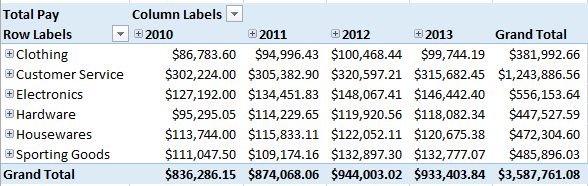 Total Pay Column Labels
Row Labels 2010 2011 2012 2013 Grand Total
Clothing $86,783.60 $94,996.43 $100,468.44 $99,744.19 $381,992.66
Customer Service $302,224.00 $305,382.90 $320,597.21 $315,682.45 $1,243,886.56
Electronics $127,192.00 $134,451.83 $148,067.41 $146,442.40 $556,153.64
Hardware $95,295.05 $114,229.65 $119,920.56 $118,082.34 $447,527.59
Housewares $113,744.00 $115,833.11 $122,052.11 $120,675.38 $472,304.60
Sporting Goods $111,047.50 $109,174.16 $132,897.30 $132,777.07 $485,896.03
Grand Total $836,286.15 $874,068.06 $944,003.02 $933,403.84 $3,587,761.08